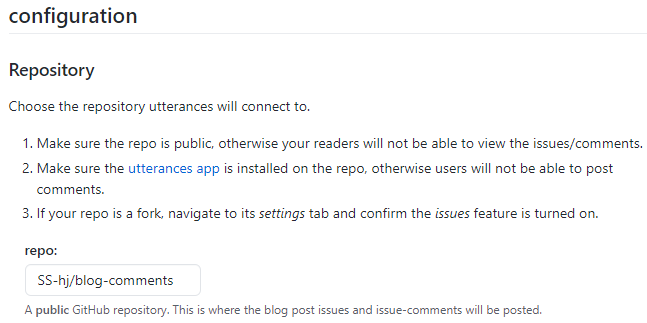 configuration
Repository
Choose the repository utterances will connect to.
1. Make sure the repo is public, otherwise your readers will not be able to view the issues/comments.
2. Make sure the utterances app is installed on the repo, otherwise users will not be able to post
comments.
3. If your repo is a fork, navigate to its settings tab and confirm the issues feature is turned on.
repo:
SS-hj/blog-comments
A public GitHub repository. This is where the blog post issues and issue-comments will be posted.